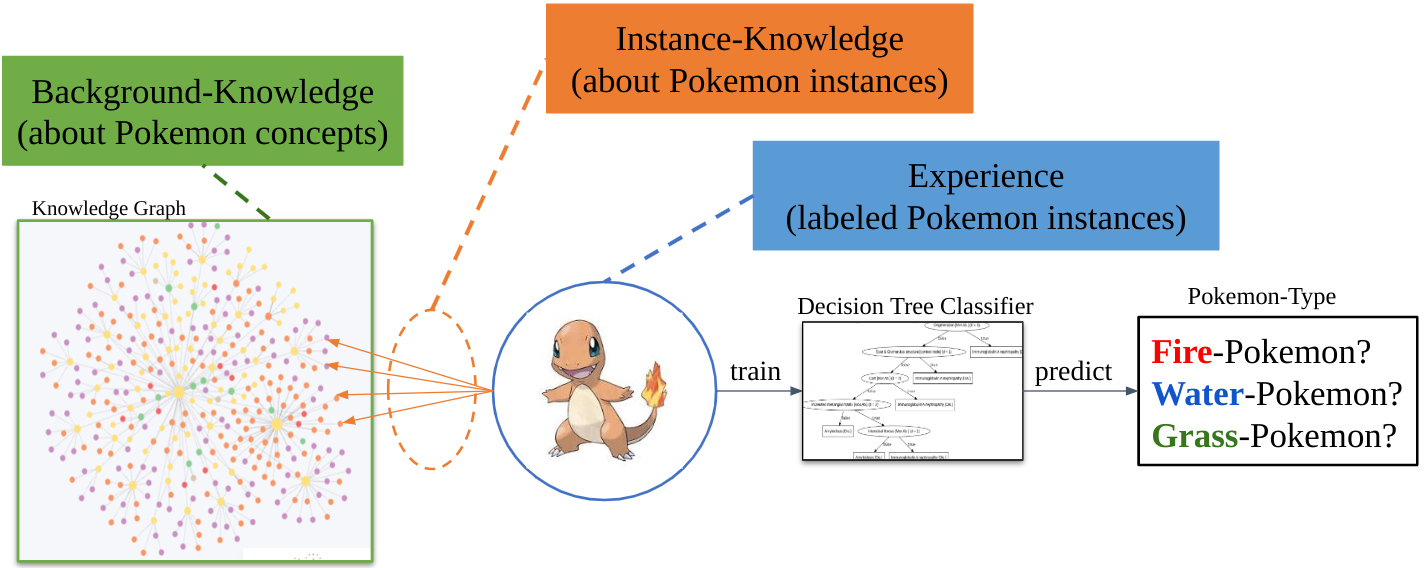 Instance-Knowledge
(about Pokemon instances)
Background-Knowledge
(about Pokemon concepts)
Experience
(labeled Pokemon instances)
Knowledge Graph
Decision Tree Classifier
Pokemon-Type
train
predict
Fire-Pokemon?
Water-Pokemon?
Grass-Pokemon?